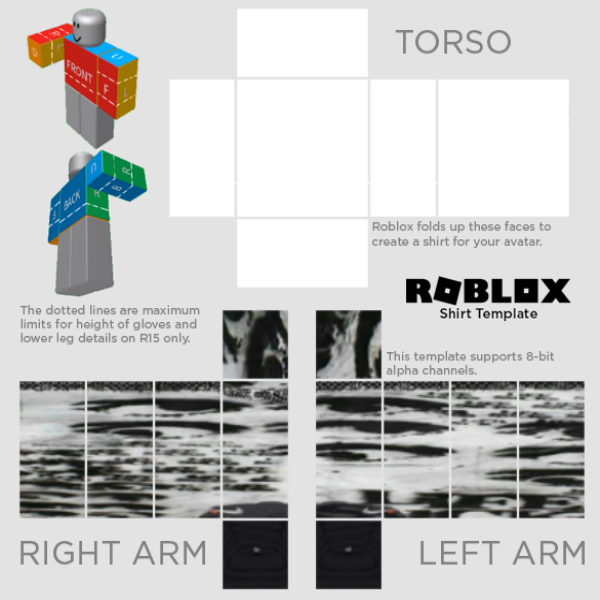 TORSO
FRONT
F
L
R
D
BACK
Roblox folds up these faces to
create a shirt for your avatar.
ROBLOX
Shirt Template
The dotted lines are maximum
limits for height of gloves and
lower leg details on R15 only.
This template supports 8-bit
alpha channels.
RIGHT ARM
LEFT ARM